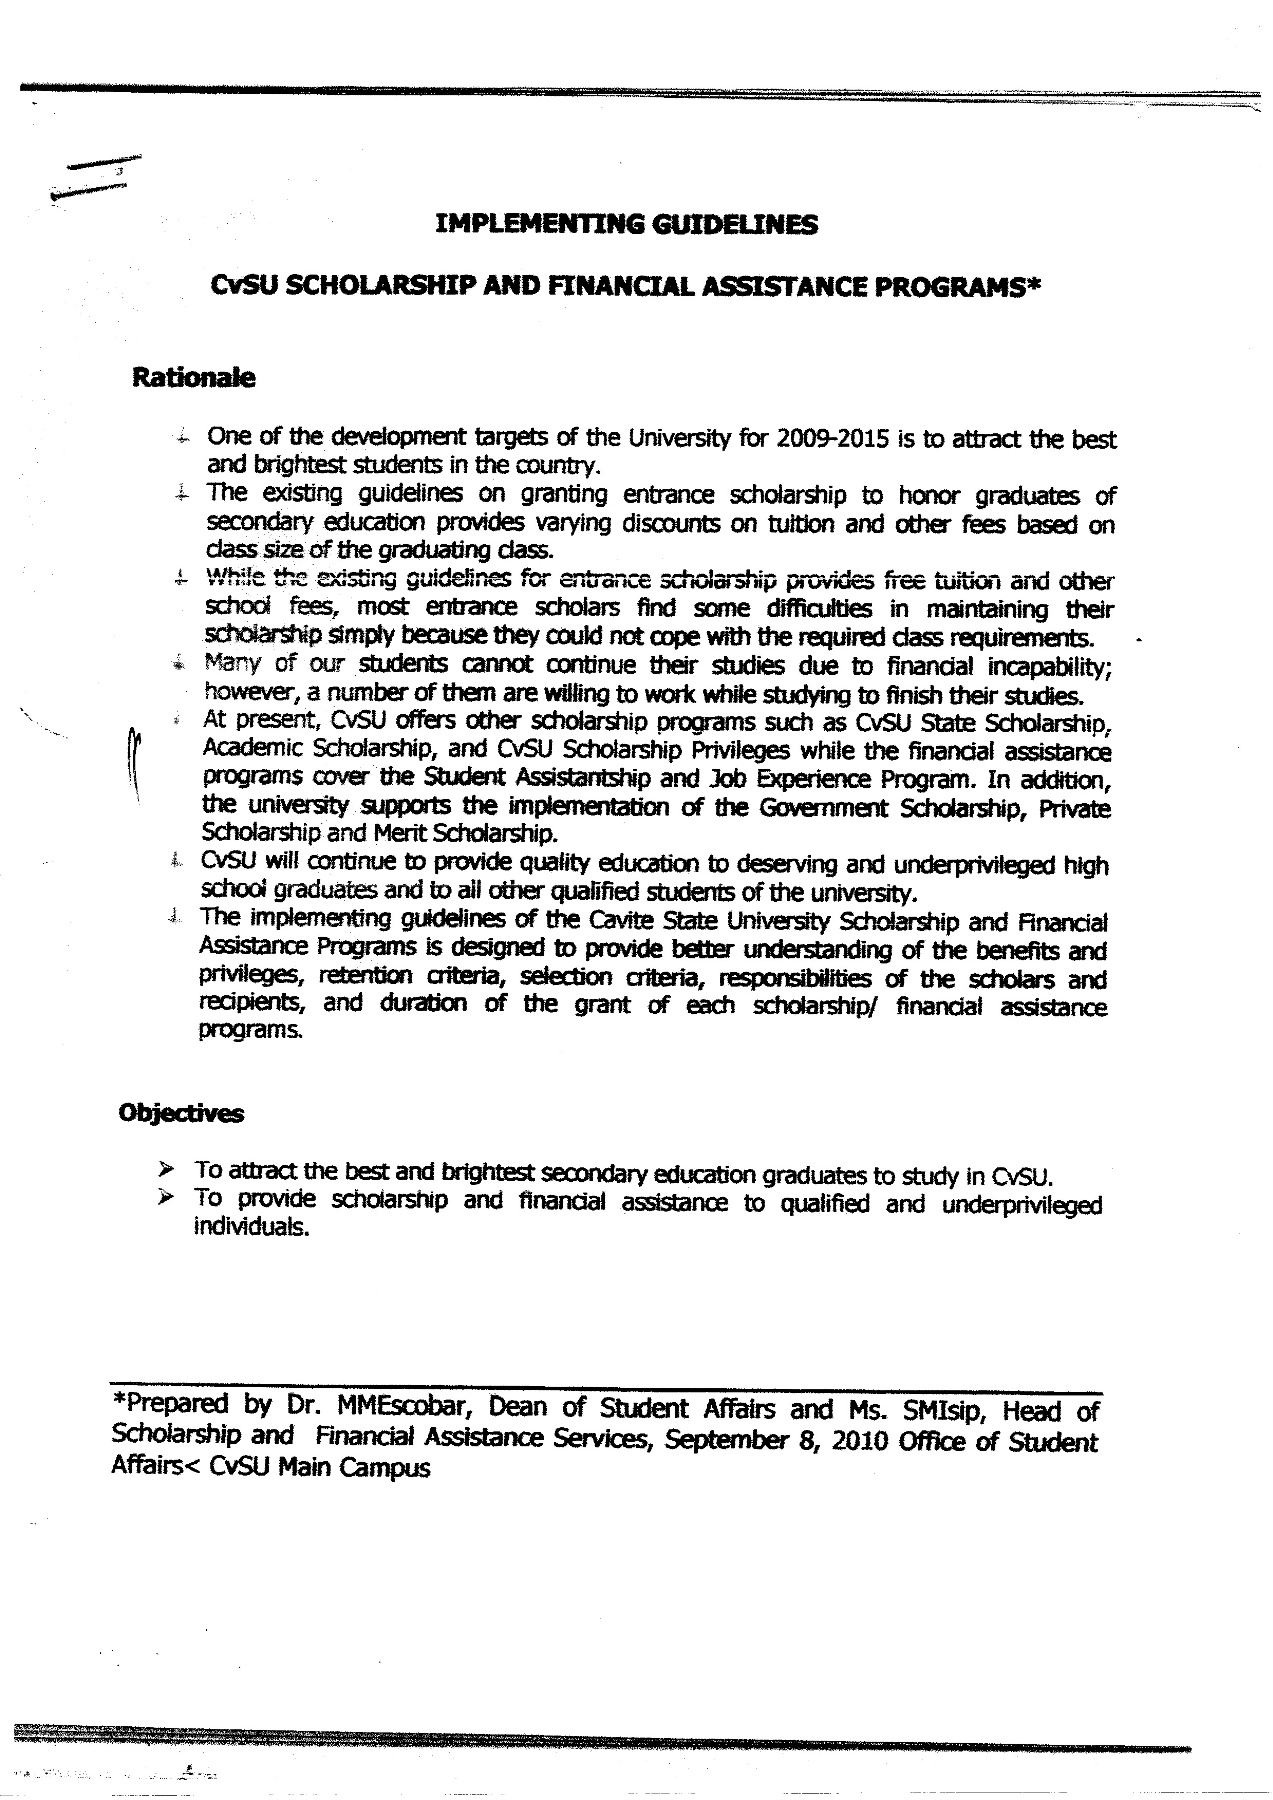 IMPLEMENTING GUIDELINES
CvSU SCHOLARSHIP AND FINANCIAL ASSISTANCE PROGRAMS*
Rationale
One of the development targets of the University for 2009-2015 is to attract the best
and brightest students in the country.
The existing guidelines on granting entrance scholarship to honor graduates of
secondary education provides varying discounts on tuition and other fees based on
class size of the graduating class.
While the existing guidelines for entrance scholarship provides free tuition and other
school fees, most entrance scholars find some difficulties in maintaining their
scholarship simply because they could not cope with the required class requirements.
Many of our students cannot continue their studies due to financial incapability;
however, a number of them are willing to work while studying to finish their studies.
At present, CvSU offers other scholarship programs such as CvSU State Scholarship,
Academic Scholarship, and CvSU Scholarship Privileges while the financial assistance
programs cover the Student Assistantship and Job Experience Program. In addition,
the university supports the implementation of the Government Scholarship, Private
Scholarship and Merit Scholarship.
CvSU will continue to provide quality education to deserving and underprivileged high
school graduates and to all other qualified students of the university.
The implementing guidelines of the Cavite State University Scholarship and Financial
Assistance Programs is designed to provide better understanding of the benefits and
privileges, retention criteria, selection criteria, responsibilities of the scholars and
recipients, and duration of the grant of each scholarship/ financial assistance
programs.
Objectives
➢ To attract the best and brightest secondary education graduates to study in CvSU.
➢ To provide scholarship and financial assistance to qualified and underprivileged
individuals.
*Prepared by Dr. MMEscobar, Dean of Student Affairs and Ms. SMIsip, Head of
Scholarship and Financial Assistance Services, September 8, 2010 Office of Student
Affairs< CvSU Main Campus